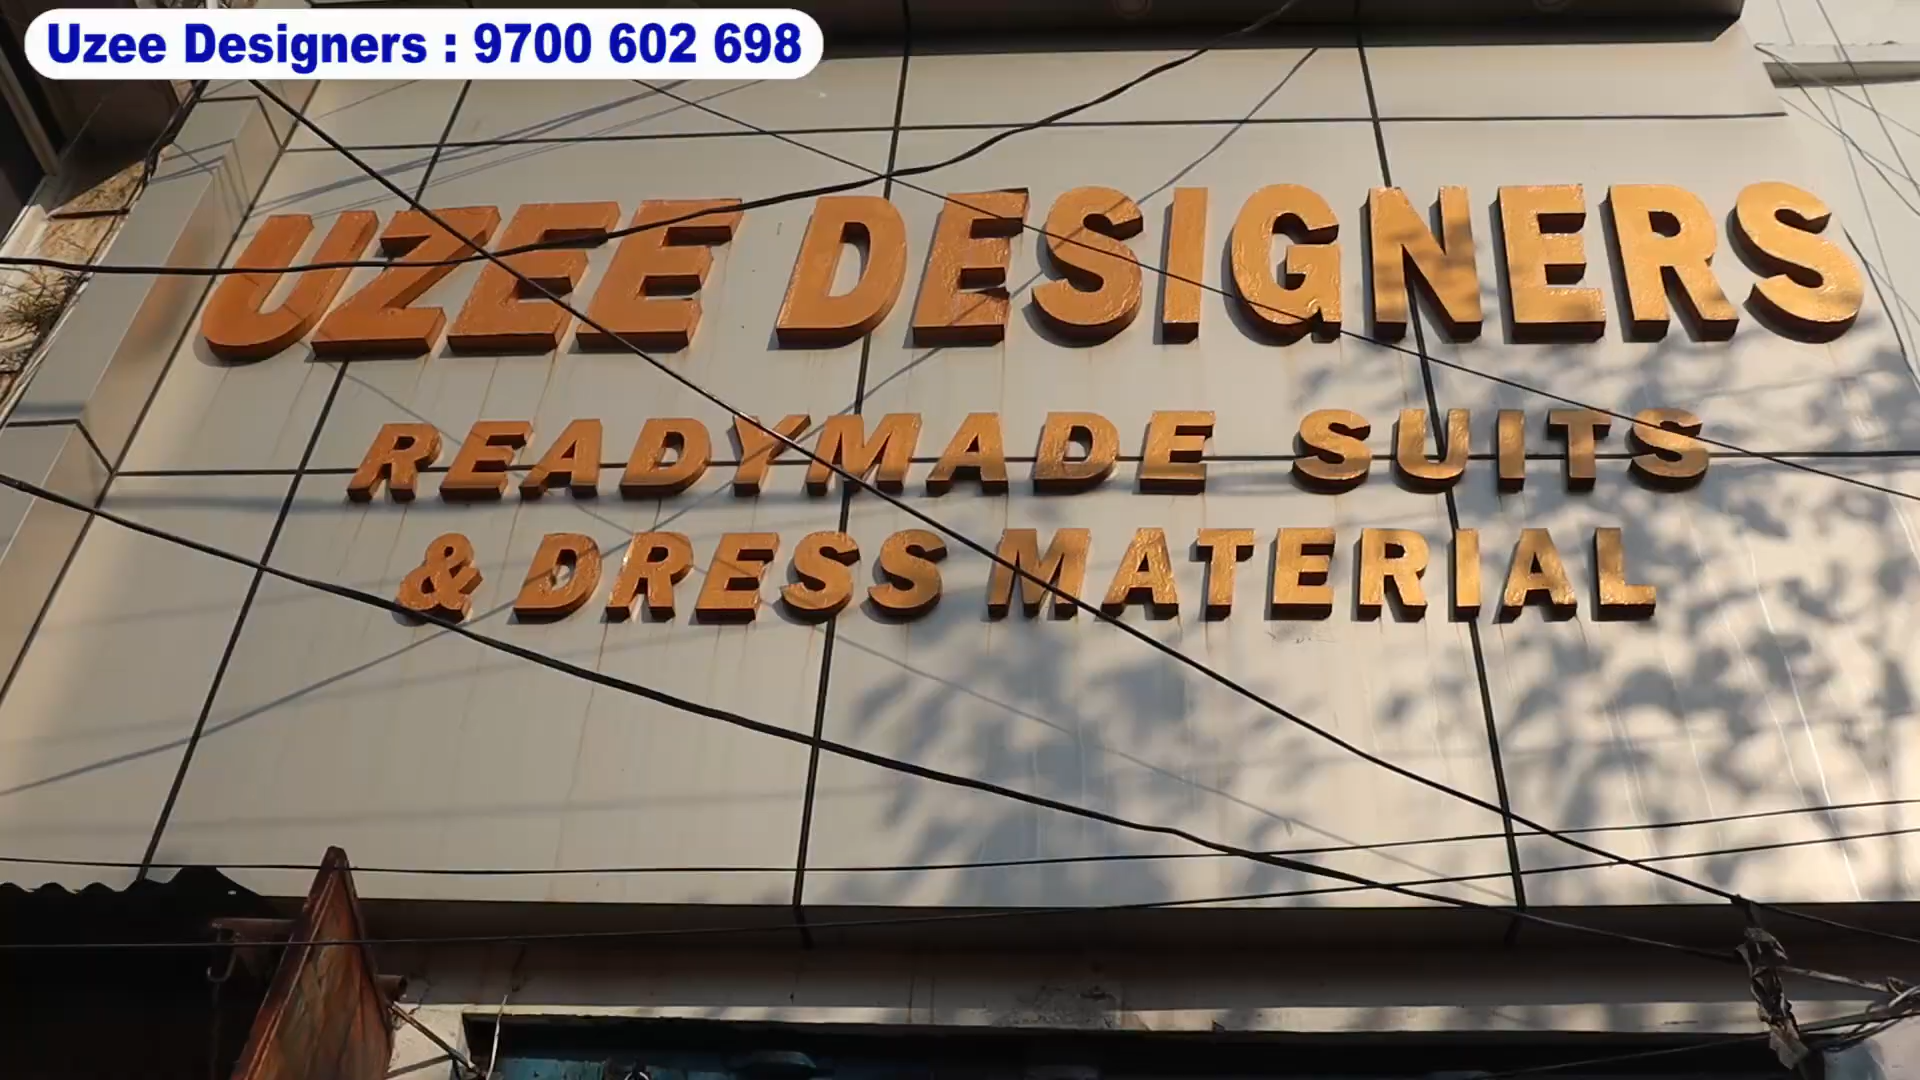 Uzee Designers : 9700 602 698
UZEE DESIGNERS
READYMADE SUITS
& DRESS MATERIAL